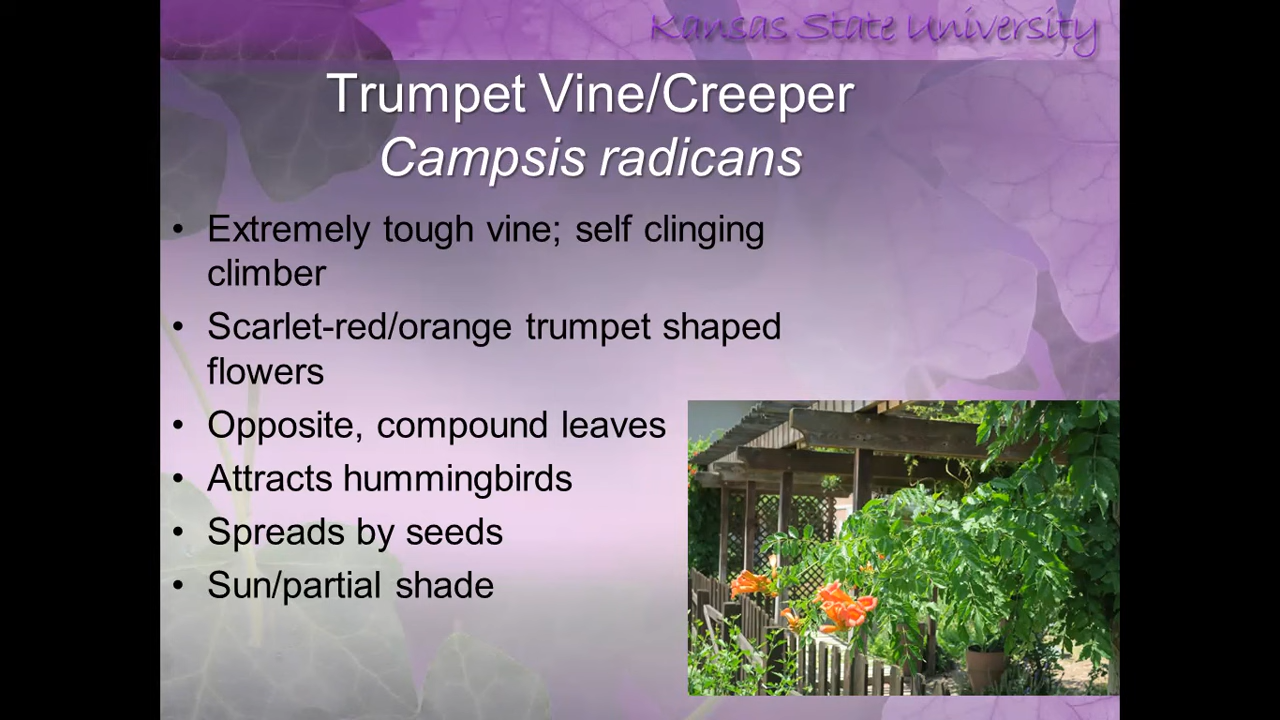 Kansas State University
Trumpet Vine/Creeper
Campsis radicans
• Extremely tough vine; self clinging
climber
• Scarlet-red/orange trumpet shaped
flowers
• Opposite, compound leaves
• Attracts hummingbirds
• Spreads by seeds
• Sun/partial shade